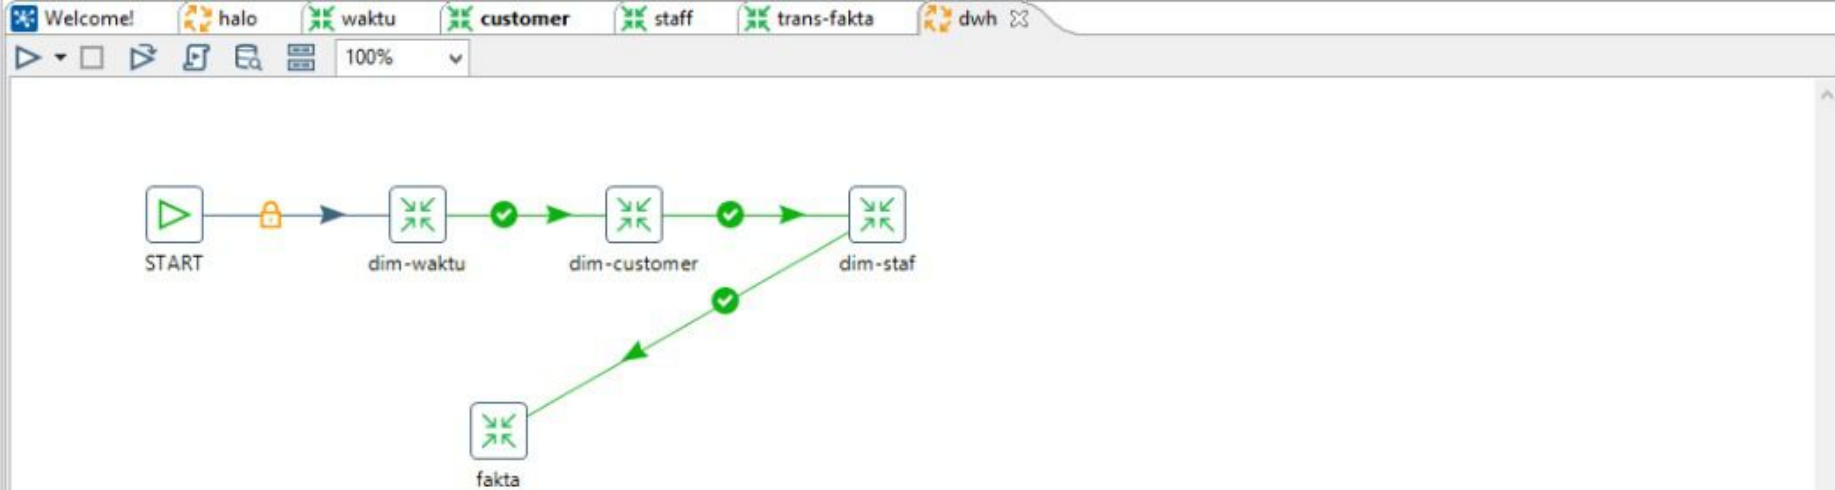 Welcome! halo waktu customer staff trans-fakta dwh
100%
START dim-waktu dim-customer dim-staf
fakta